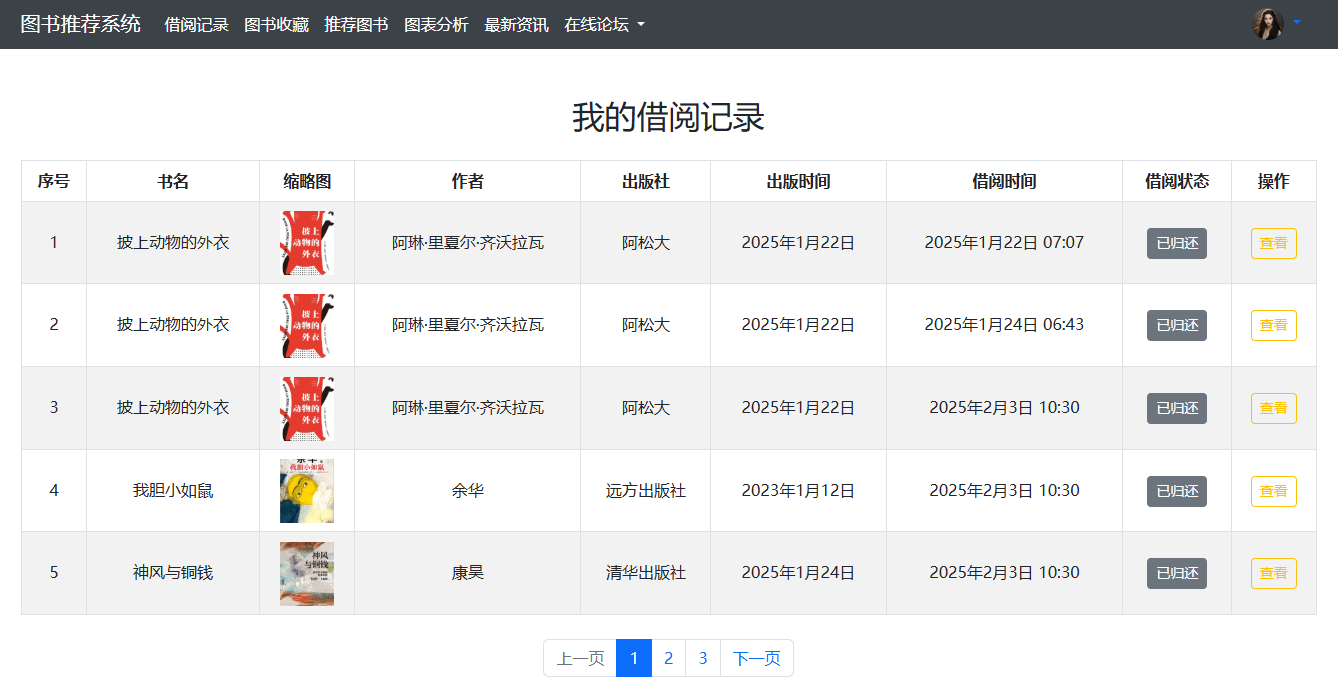 图书推荐系统 借阅记录 图书收藏 推荐图书 图表分析 最新资讯 在线论坛
我的借阅记录
序号 书名 缩略图 作者 出版社 出版时间 借阅时间 借阅状态 操作
1 披上动物的外衣 阿琳·里夏尔·齐沃拉瓦 阿松大 2025年1月22日 2025年1月22日 07:07 已归还 查看
披上
动物的
外衣
2 披上动物的外衣 阿琳·里夏尔·齐沃拉瓦 阿松大 2025年1月22日 2025年1月24日 06:43 已归还 查看
披上
动物的
外衣
3 披上动物的外衣 阿琳·里夏尔·齐沃拉瓦 阿松大 2025年1月22日 2025年2月3日 10:30 已归还 查看
披上
动物的
外衣
4 我胆小如鼠 余华 远方出版社 2023年1月12日 2025年2月3日 10:30 已归还 查看
我胆小如鼠
5 神风与铜钱 康昊 清华出版社 2025年1月24日 2025年2月3日 10:30 已归还 查看
神风
与铜钱
上一页 1 2 3 下一页